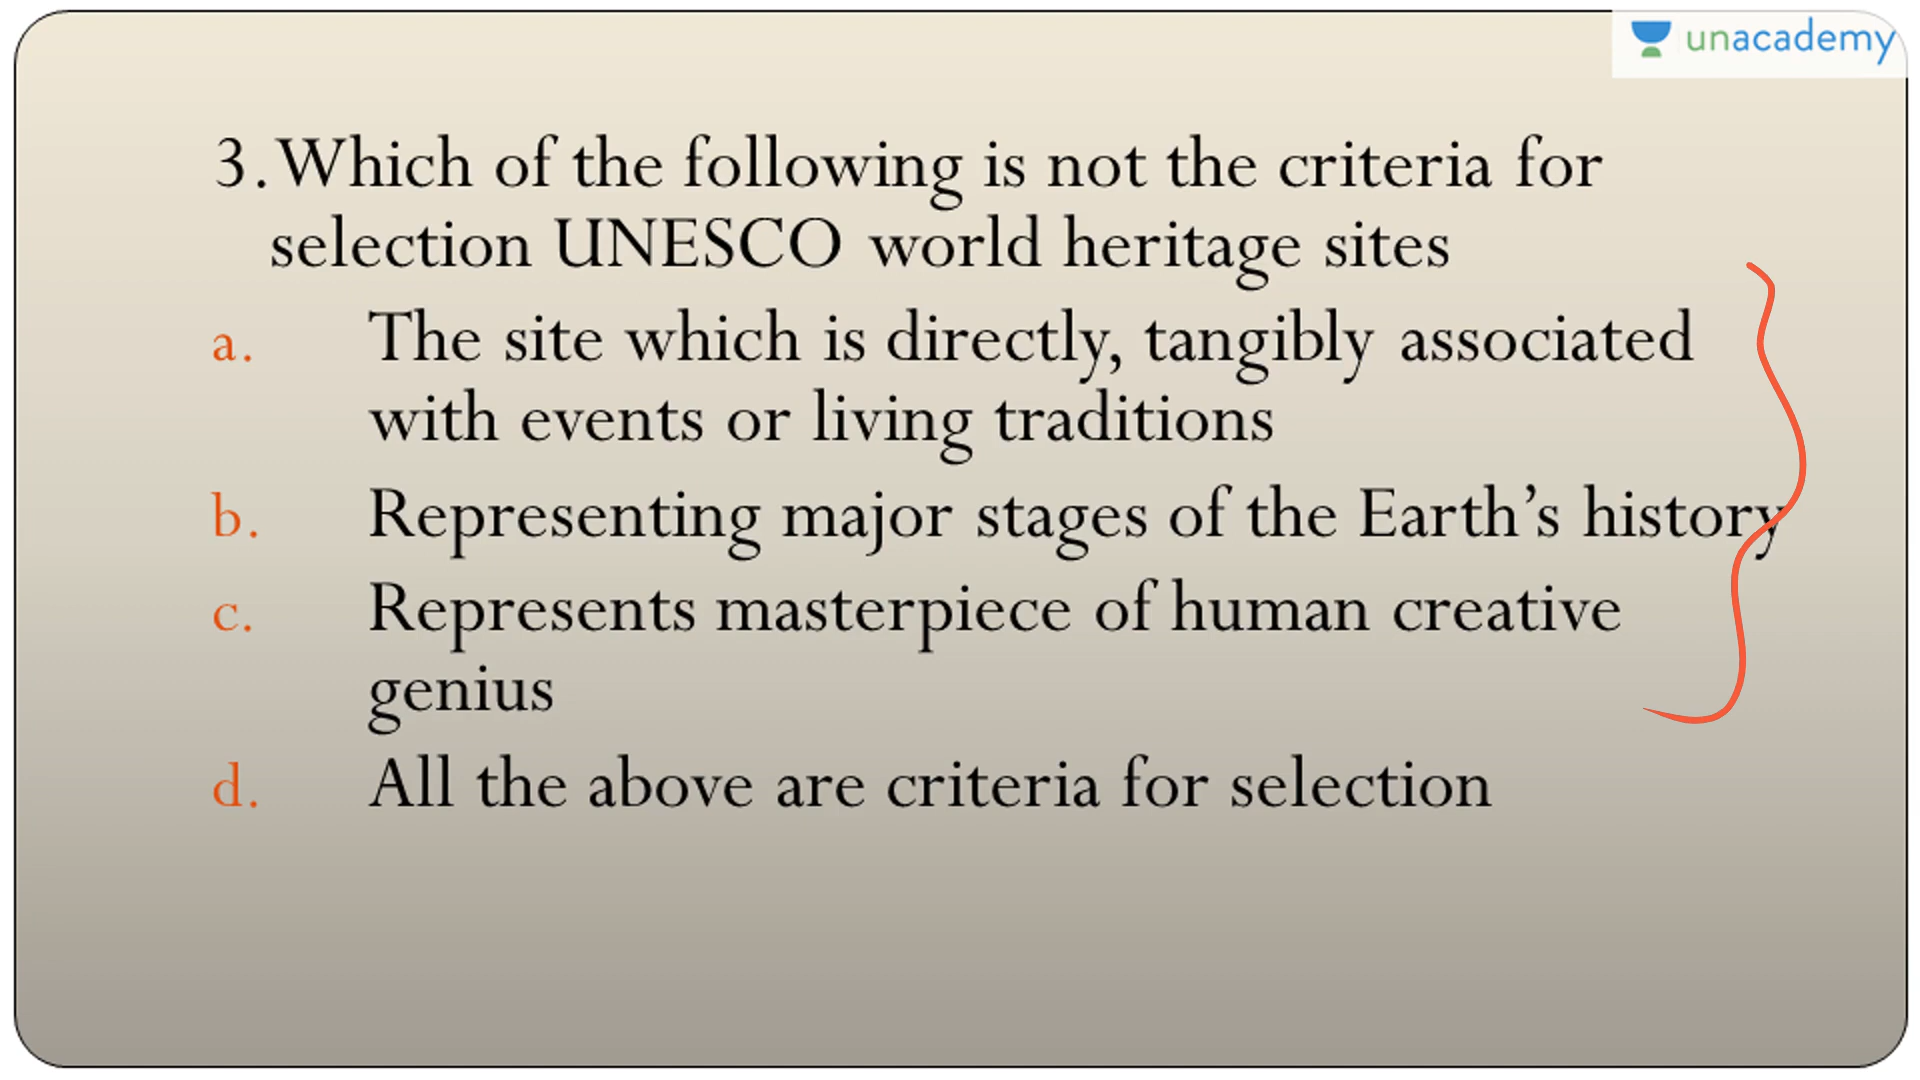 unacademy
3. Which of the following is not the criteria for
selection UNESCO world heritage sites
a. The site which is directly, tangibly associated
with events or living traditions
b. Representing major stages of the Earth's history
c. Represents masterpiece of human creative
genius
d. All the above are criteria for selection